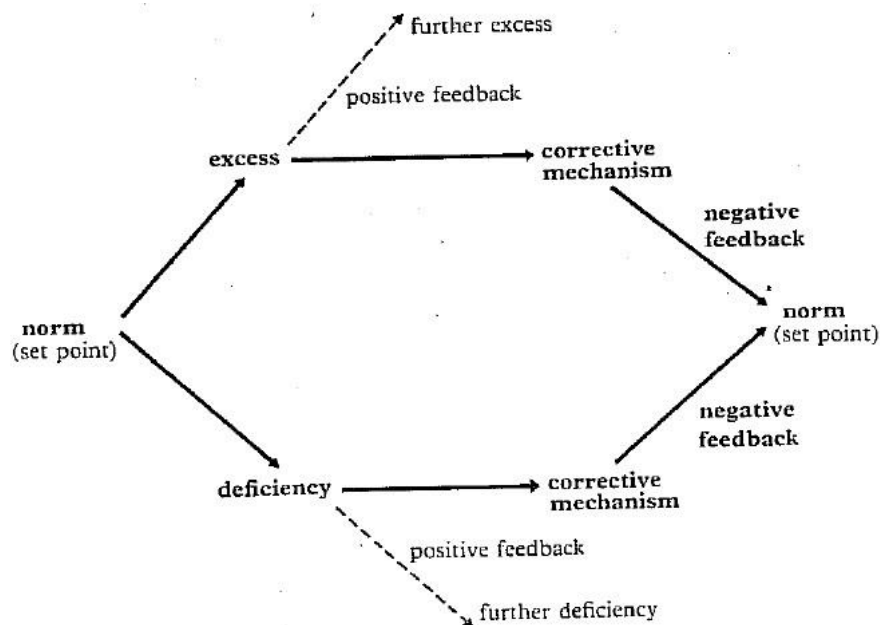 further excess
positive feedback
excess
corrective
mechanism
negative
feedback
norm
(set point)
norm
(set point)
negative
feedback
deficiency
corrective
mechanism
positive feedback
further deficiency